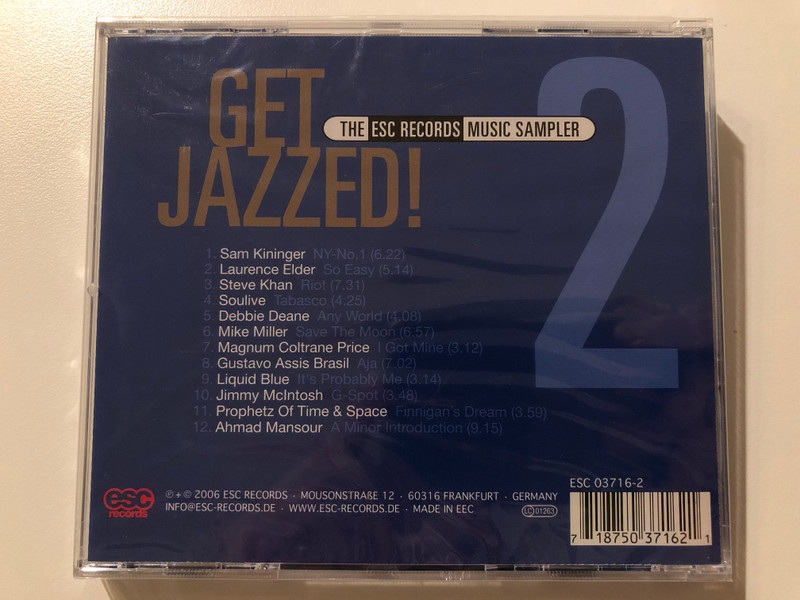 GET
JAZZED!
THE ESC RECORDS MUSIC SAMPLER
2
1. Sam Kininger NY-No.1 (6.22)
2. Laurence Elder So Easy (5.14)
3. Steve Khan Riot (7.31)
4. Soulive Tabasco (4.25)
5. Debbie Deane Any World (4.08)
6. Mike Miller Save The Moon (6.57)
7. Magnum Coltrane Price I Got Mine (3.12)
8. Gustavo Assis Brasil Aja (7.02)
9. Liquid Blue It's Probably Me (3.14)
10. Jimmy McIntosh G-Spot (3.48)
11. Prophetz Of Time & Space Finnigan's Dream (3.59)
12. Ahmad Mansour A Minor Introduction (9.15)
esc
records
℗ + © 2006 ESC RECORDS · MOUSONSTRAßE 12 · 60316 FRANKFURT · GERMANY
INFO@ESC-RECORDS.DE · WWW.ESC-RECORDS.DE · MADE IN EEC
LC 01263
ESC 03716-2
7 18750 37162 1